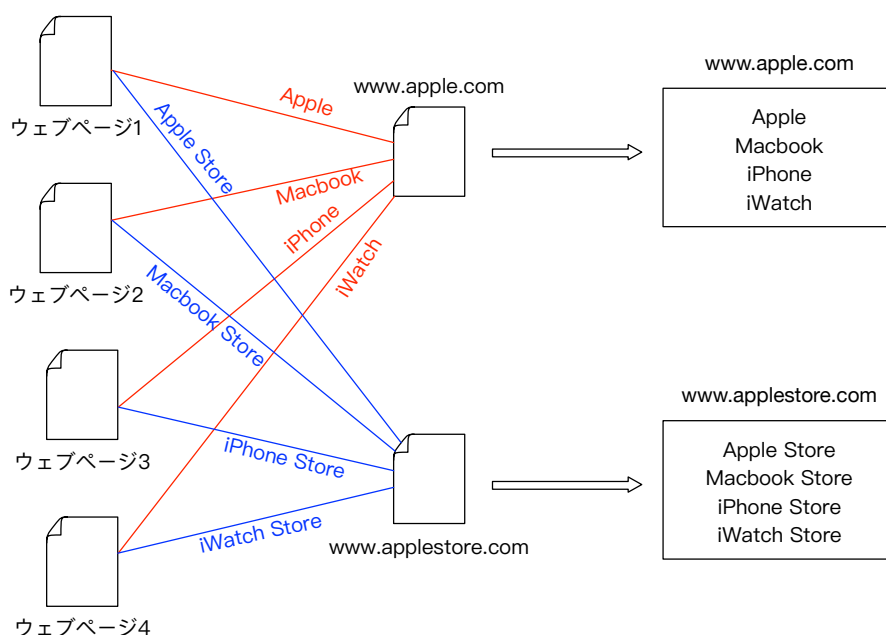 ウェブページ1
ウェブページ2
ウェブページ3
ウェブページ4
Apple
Apple Store
Macbook
Macbook Store
iPhone
iPhone Store
iWatch
iWatch Store
www.apple.com
www.applestore.com
www.apple.com
Apple
Macbook
iPhone
iWatch
www.applestore.com
Apple Store
Macbook Store
iPhone Store
iWatch Store